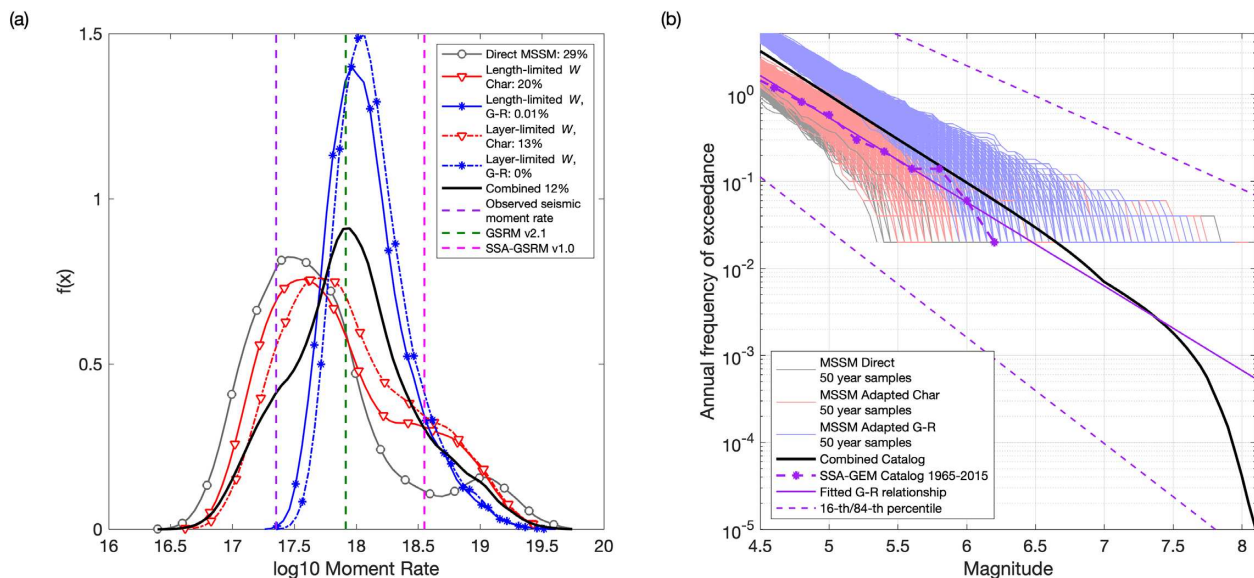 (a)
1.5
1
0.5
0
f(x)
16
16.5
17
17.5
18
18.5
19
19.5
20
log10 Moment Rate
Direct MSSM: 29%
Length-limited W
Char: 20%
Length-limited W,
G-R: 0.01%
Layer-limited W,
Char: 13%
Layer-limited W,
G-R: 0%
Combined 12%
Observed seismic
moment rate
GSRM v2.1
SSA-GSRM v1.0
(b)
Annual frequency of exceedance
10^0
10^-1
10^-2
10^-3
10^-4
10^-5
4.5
5
5.5
6
6.5
7
7.5
8
Magnitude
MSSM Direct
50 year samples
MSSM Adapted Char
50 year samples
MSSM Adapted G-R
50 year samples
Combined Catalog
SSA-GEM Catalog 1965-2015
Fitted G-R relationship
16-th/84-th percentile